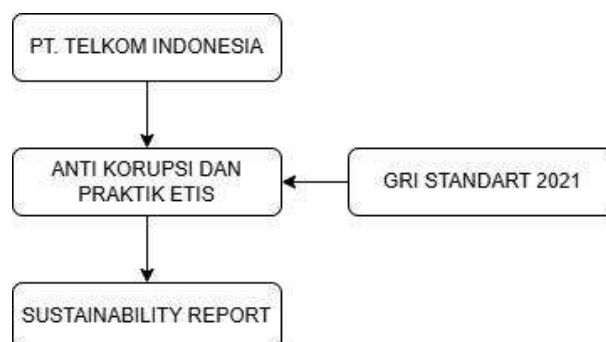 PT. TELKOM INDONESIA
ANTI KORUPSI DAN
PRAKTIK ETIS
GRI STANDART 2021
SUSTAINABILITY REPORT